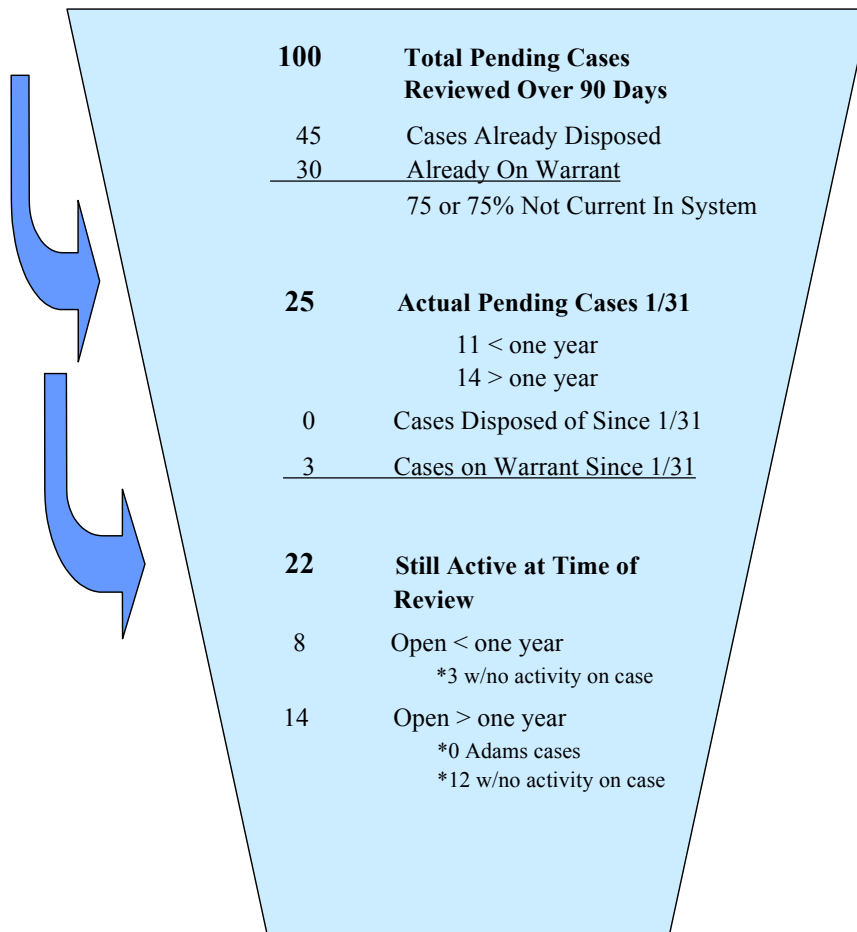 100 Total Pending Cases
Reviewed Over 90 Days
45 Cases Already Disposed
30 Already On Warrant
75 or 75% Not Current In System
25 Actual Pending Cases 1/31
11 < one year
14 > one year
0 Cases Disposed of Since 1/31
3 Cases on Warrant Since 1/31
22 Still Active at Time of
Review
8 Open < one year
*3 w/no activity on case
14 Open > one year
*0 Adams cases
*12 w/no activity on case